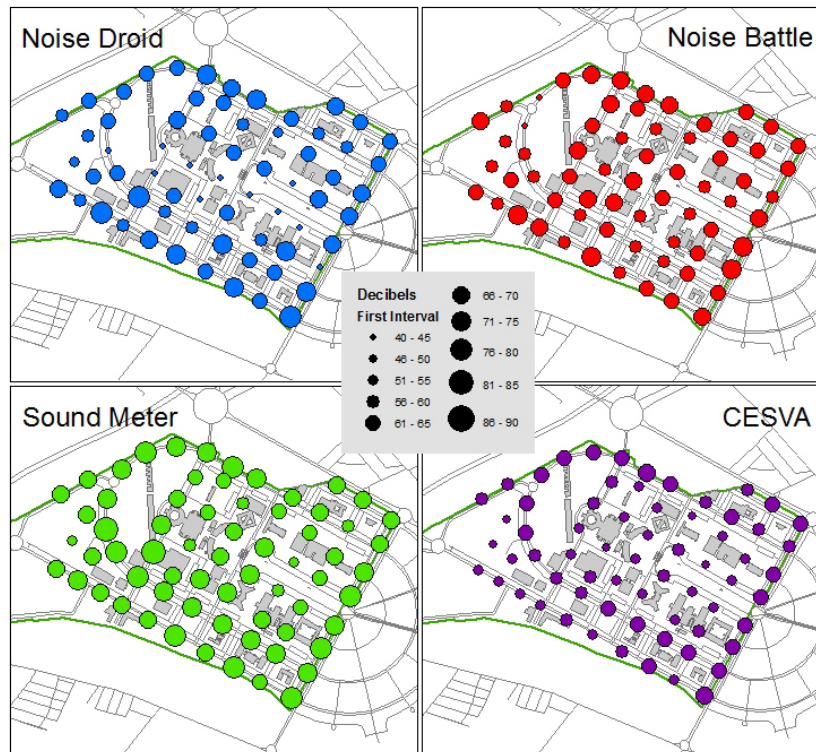 Noise Droid
Noise Battle
Decibels
First Interval
40 - 45
46 - 50
51 - 55
56 - 60
61 - 65
66 - 70
71 - 75
76 - 80
81 - 85
86 - 90
Sound Meter
CESVA